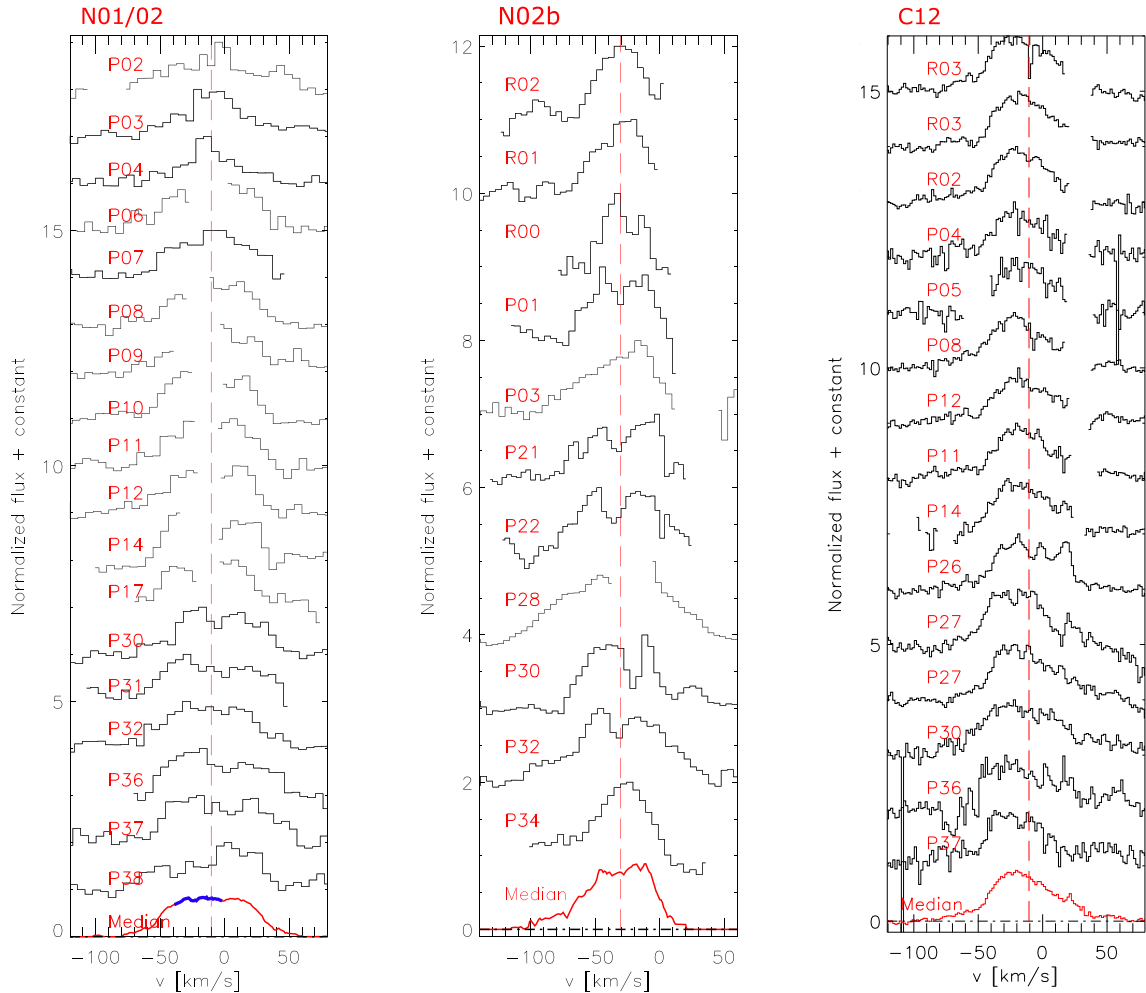 N01/02
P02
P03
P04
P06
P07
P08
P09
P10
P11
P12
P14
P17
P30
P31
P32
P36
P37
P38
Median
15
10
5
0
−100
−50
0
50
v [km/s]
Normalized flux + constant
N02b
R02
R01
R00
P01
P03
P21
P22
P28
P30
P32
P34
Median
12
10
8
6
4
2
0
−100
−50
0
50
v [km/s]
Normalized flux + constant
C12
R03
R03
R02
P04
P05
P08
P12
P11
P14
P26
P27
P27
P30
P36
P37
Median
15
10
5
0
−100
−50
0
50
v [km/s]
Normalized flux + constant